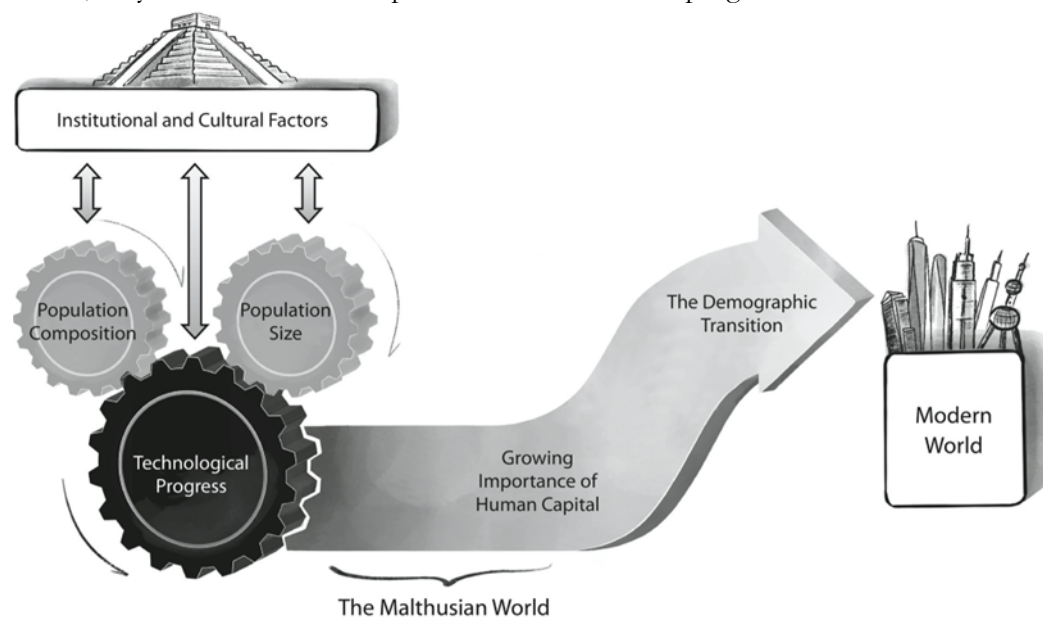 Institutional and Cultural Factors
Population
Composition
Population
Size
Technological
Progress
The Demographic
Transition
Growing
Importance of
Human Capital
Modern
World
The Malthusian World